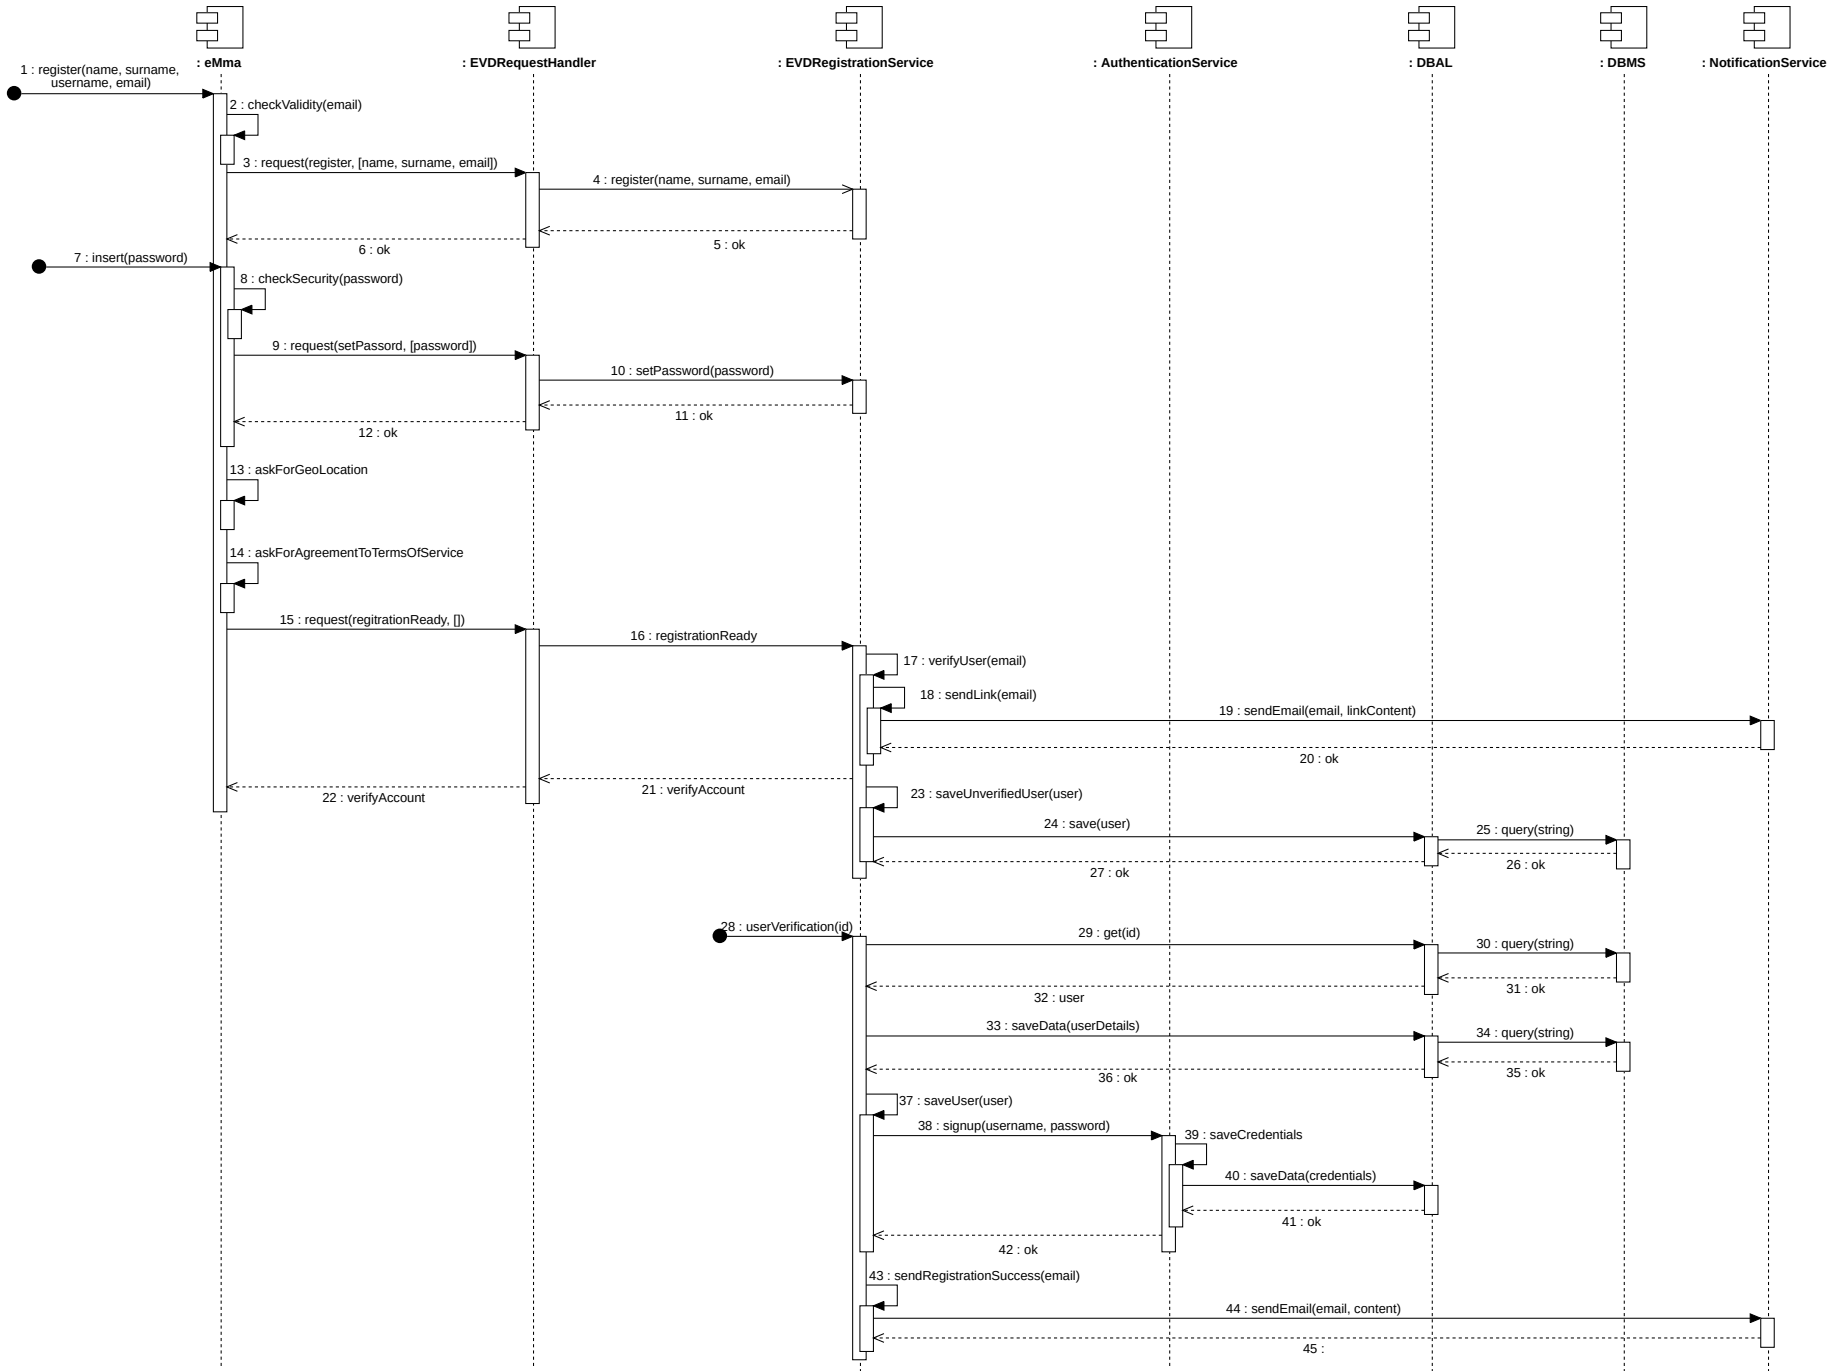 : eMma
: EVDRequestHandler
: EVDRegistrationService
: AuthenticationService
: DBAL
: DBMS
: NotificationService
1 : register(name, surname,
username, email)
2 : checkValidity(email)
3 : request(register, [name, surname, email])
4 : register(name, surname, email)
5 : ok
6 : ok
7 : insert(password)
8 : checkSecurity(password)
9 : request(setPassord, [password])
10 : setPassword(password)
11 : ok
12 : ok
13 : askForGeoLocation
14 : askForAgreementToTermsOfService
15 : request(regitrationReady, [])
16 : registrationReady
17 : verifyUser(email)
18 : sendLink(email)
19 : sendEmail(email, linkContent)
20 : ok
21 : verifyAccount
22 : verifyAccount
23 : saveUnverifiedUser(user)
24 : save(user)
25 : query(string)
26 : ok
27 : ok
28 : userVerification(id)
29 : get(id)
30 : query(string)
31 : ok
32 : user
33 : saveData(userDetails)
34 : query(string)
35 : ok
36 : ok
37 : saveUser(user)
38 : signup(username, password)
39 : saveCredentials
40 : saveData(credentials)
41 : ok
42 : ok
43 : sendRegistrationSuccess(email)
44 : sendEmail(email, content)
45 :